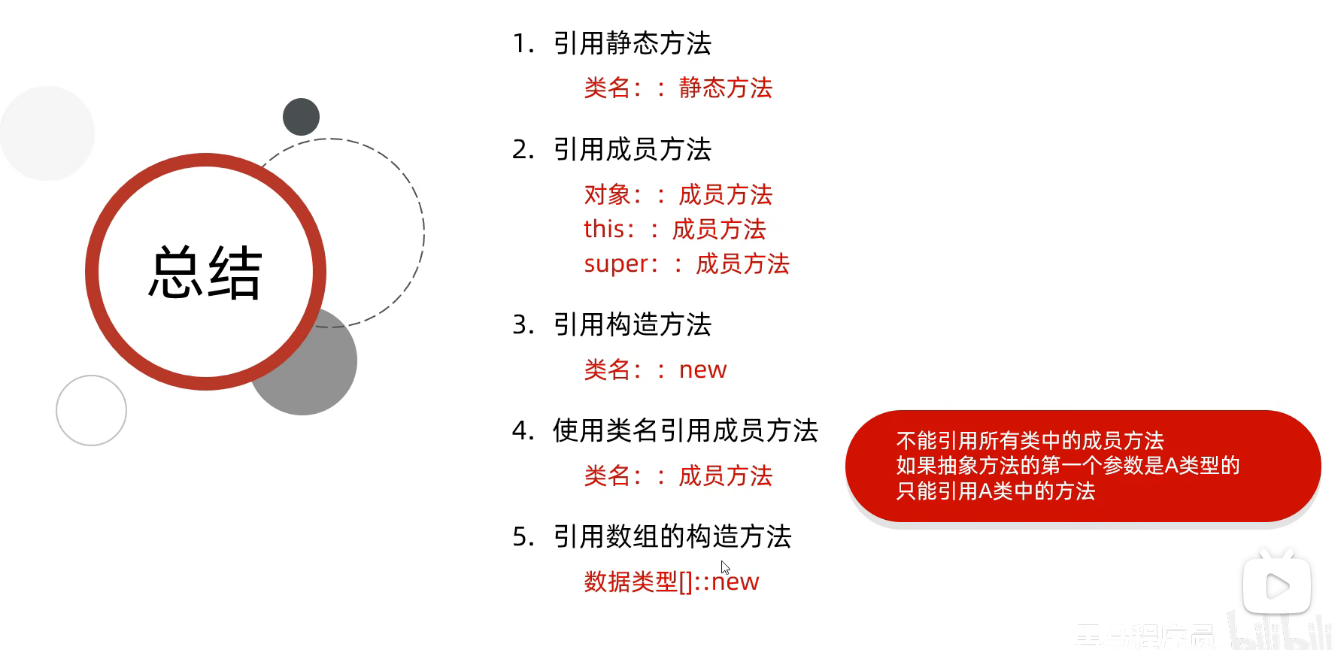 总结
1. 引用静态方法
类名：：静态方法
2. 引用成员方法
对象：：成员方法
this：：成员方法
super：：成员方法
3. 引用构造方法
类名：：new
4. 使用类名引用成员方法
类名：：成员方法
不能引用所有类中的成员方法
如果抽象方法的第一个参数是A类型的
只能引用A类中的方法
5. 引用数组的构造方法
数据类型[]::new
bilibili